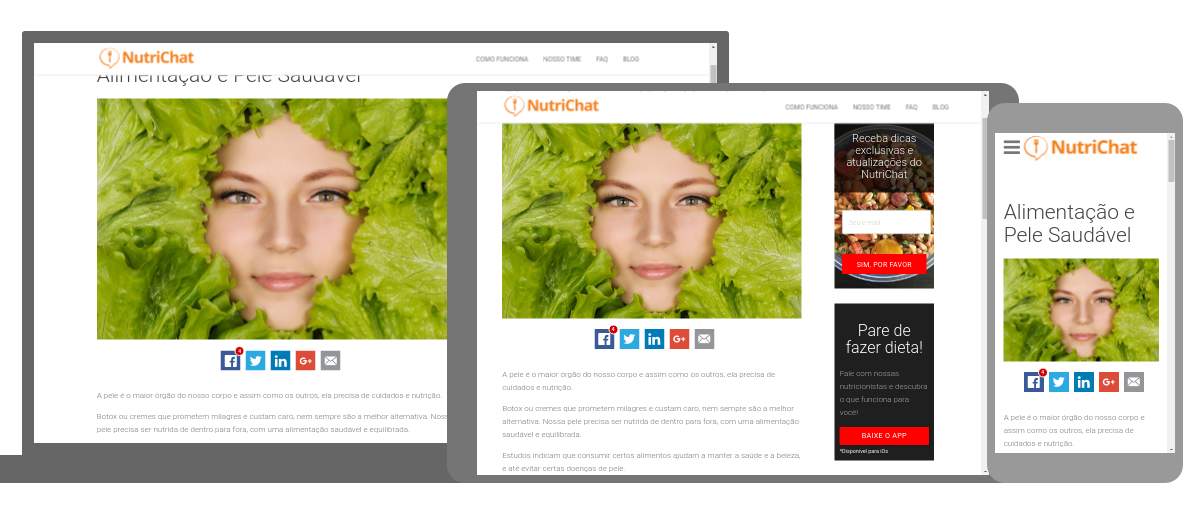 NutriChat
COMO FUNCIONA NOSSO TIME FAQ BLOG
Alimentação e Pele Saudável
4
A pele é o maior órgão do nosso corpo e assim como os outros, ela precisa de cuidados e nutrição.
Botox ou cremes que prometem milagres e custam caro, nem sempre são a melhor alternativa. Noss
pele precisa ser nutrida de dentro para fora, com uma alimentação saudável e equilibrada.
NutriChat
COMO FUNCIONA NOSSO TIME FAQ BLOG
4
A pele é o maior órgão do nosso corpo e assim como os outros, ela precisa de
cuidados e nutrição.
Botox ou cremes que prometem milagres e custam caro, nem sempre são a melhor
alternativa. Nossa pele precisa ser nutrida de dentro para fora, com uma alimentação
saudável e equilibrada.
Estudos indicam que consumir certos alimentos ajudam a manter a saúde e a beleza,
e até evitar certas doenças de pele.
Receba dicas
exclusivas e
atualizações do
NutriChat
Seu e-mail
SIM, POR FAVOR
Pare de
fazer dieta!
Fale com nossas
nutricionistas e descubra
o que funciona para
você!
BAIXE O APP
*Disponível para iOs
NutriChat
Alimentação e
Pele Saudável
4
A pele é o maior órgão do nosso corpo e
assim como os outros, ela precisa de
cuidados e nutrição.